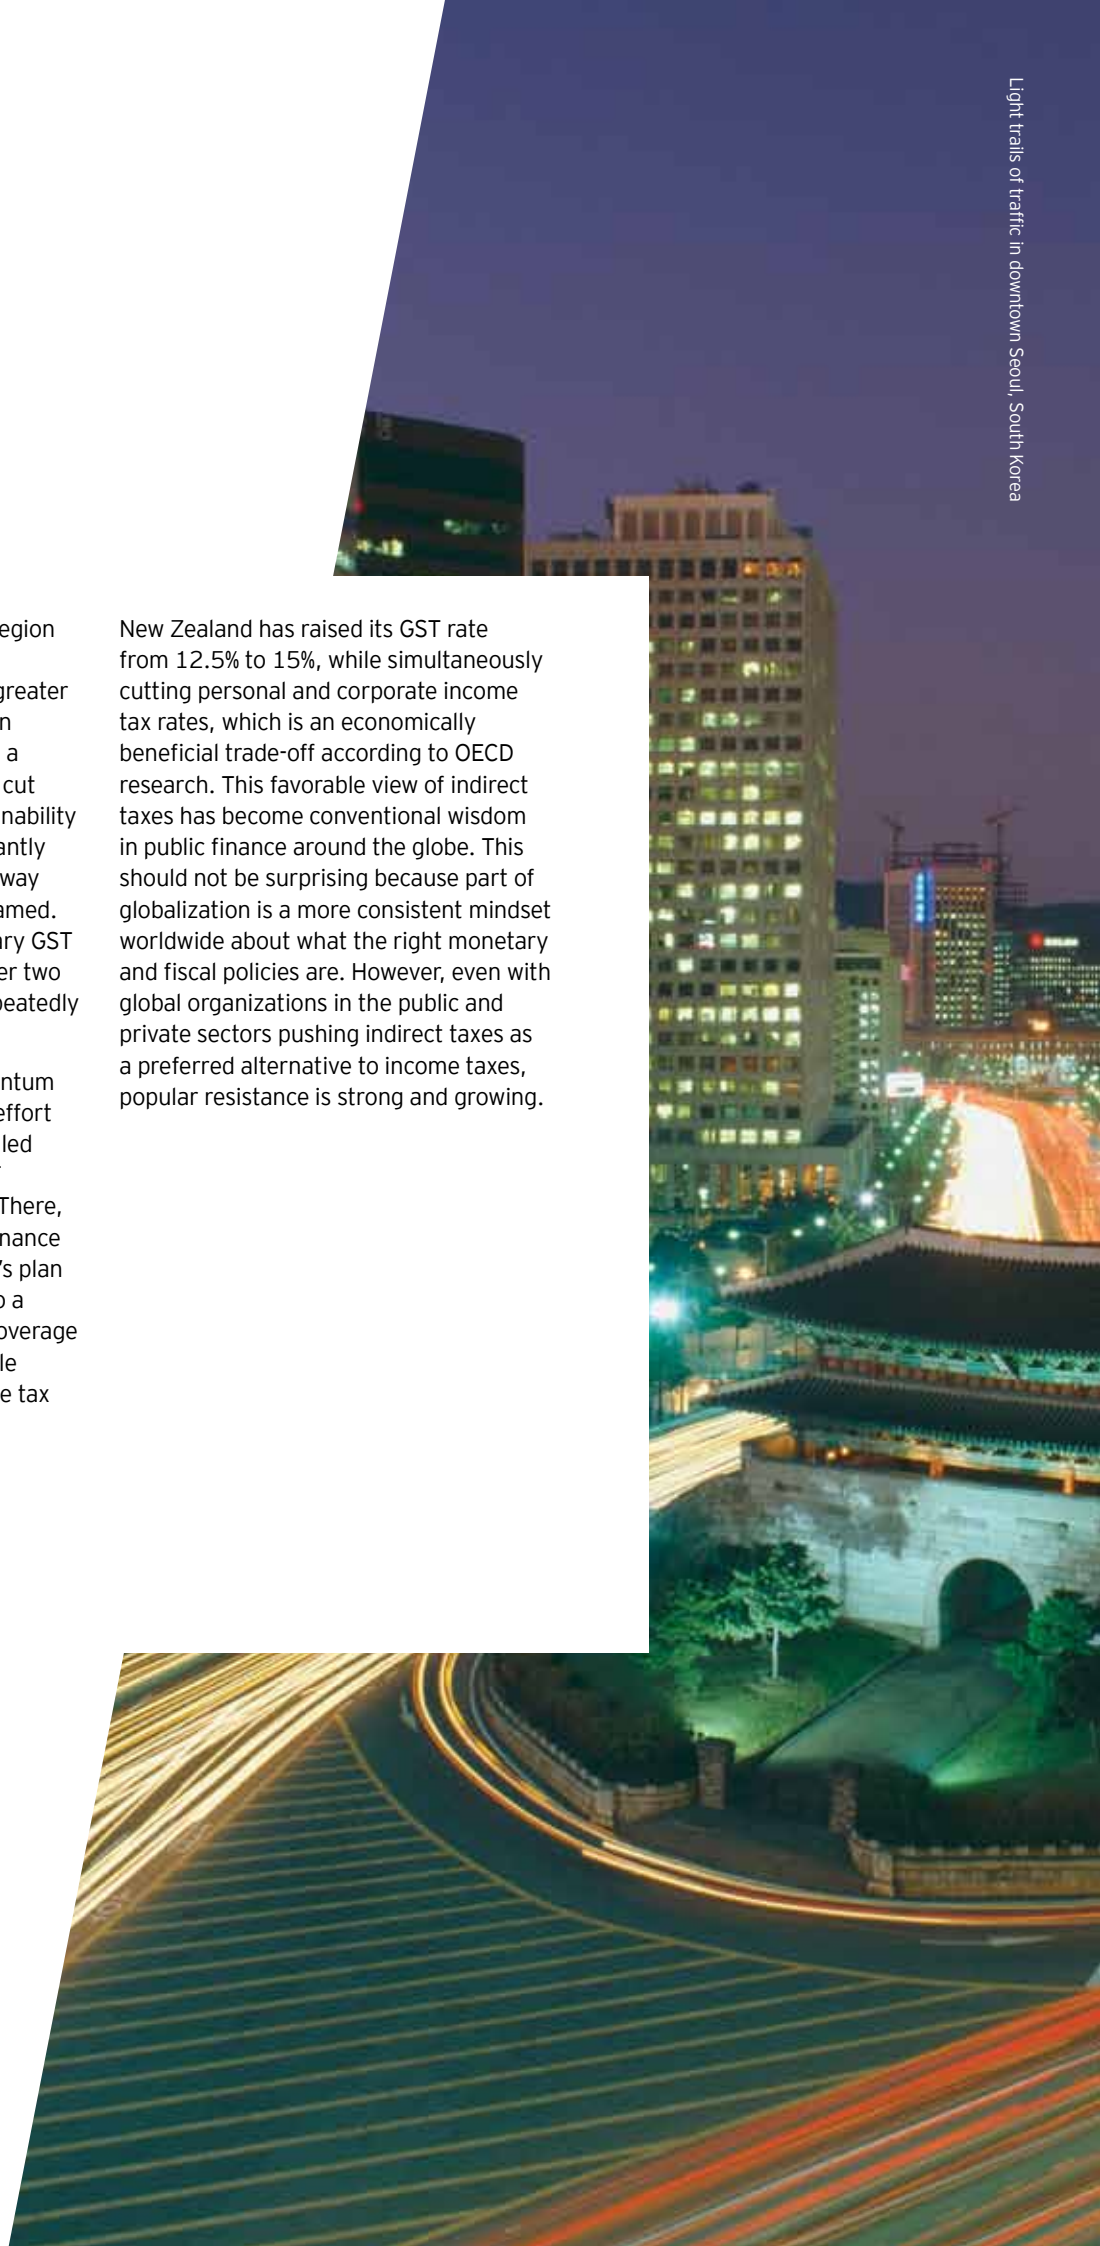 egion
greater
n
a
cut
nability
antly
way
amed.
ary GST
er two
peatedly
ntum
effort
led
There,
nance
's plan
o a
overage
le
e tax
New Zealand has raised its GST rate
from 12.5% to 15%, while simultaneously
cutting personal and corporate income
tax rates, which is an economically
beneficial trade-off according to OECD
research. This favorable view of indirect
taxes has become conventional wisdom
in public finance around the globe. This
should not be surprising because part of
globalization is a more consistent mindset
worldwide about what the right monetary
and fiscal policies are. However, even with
global organizations in the public and
private sectors pushing indirect taxes as
a preferred alternative to income taxes,
popular resistance is strong and growing.
Light trails of traffic in downtown Seoul, South Korea